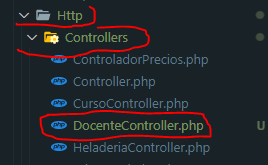 Http
Controllers
ControladorPrecios.php
Controller.php
CursoController.php
DocenteController.php U
HeladeriaController.php